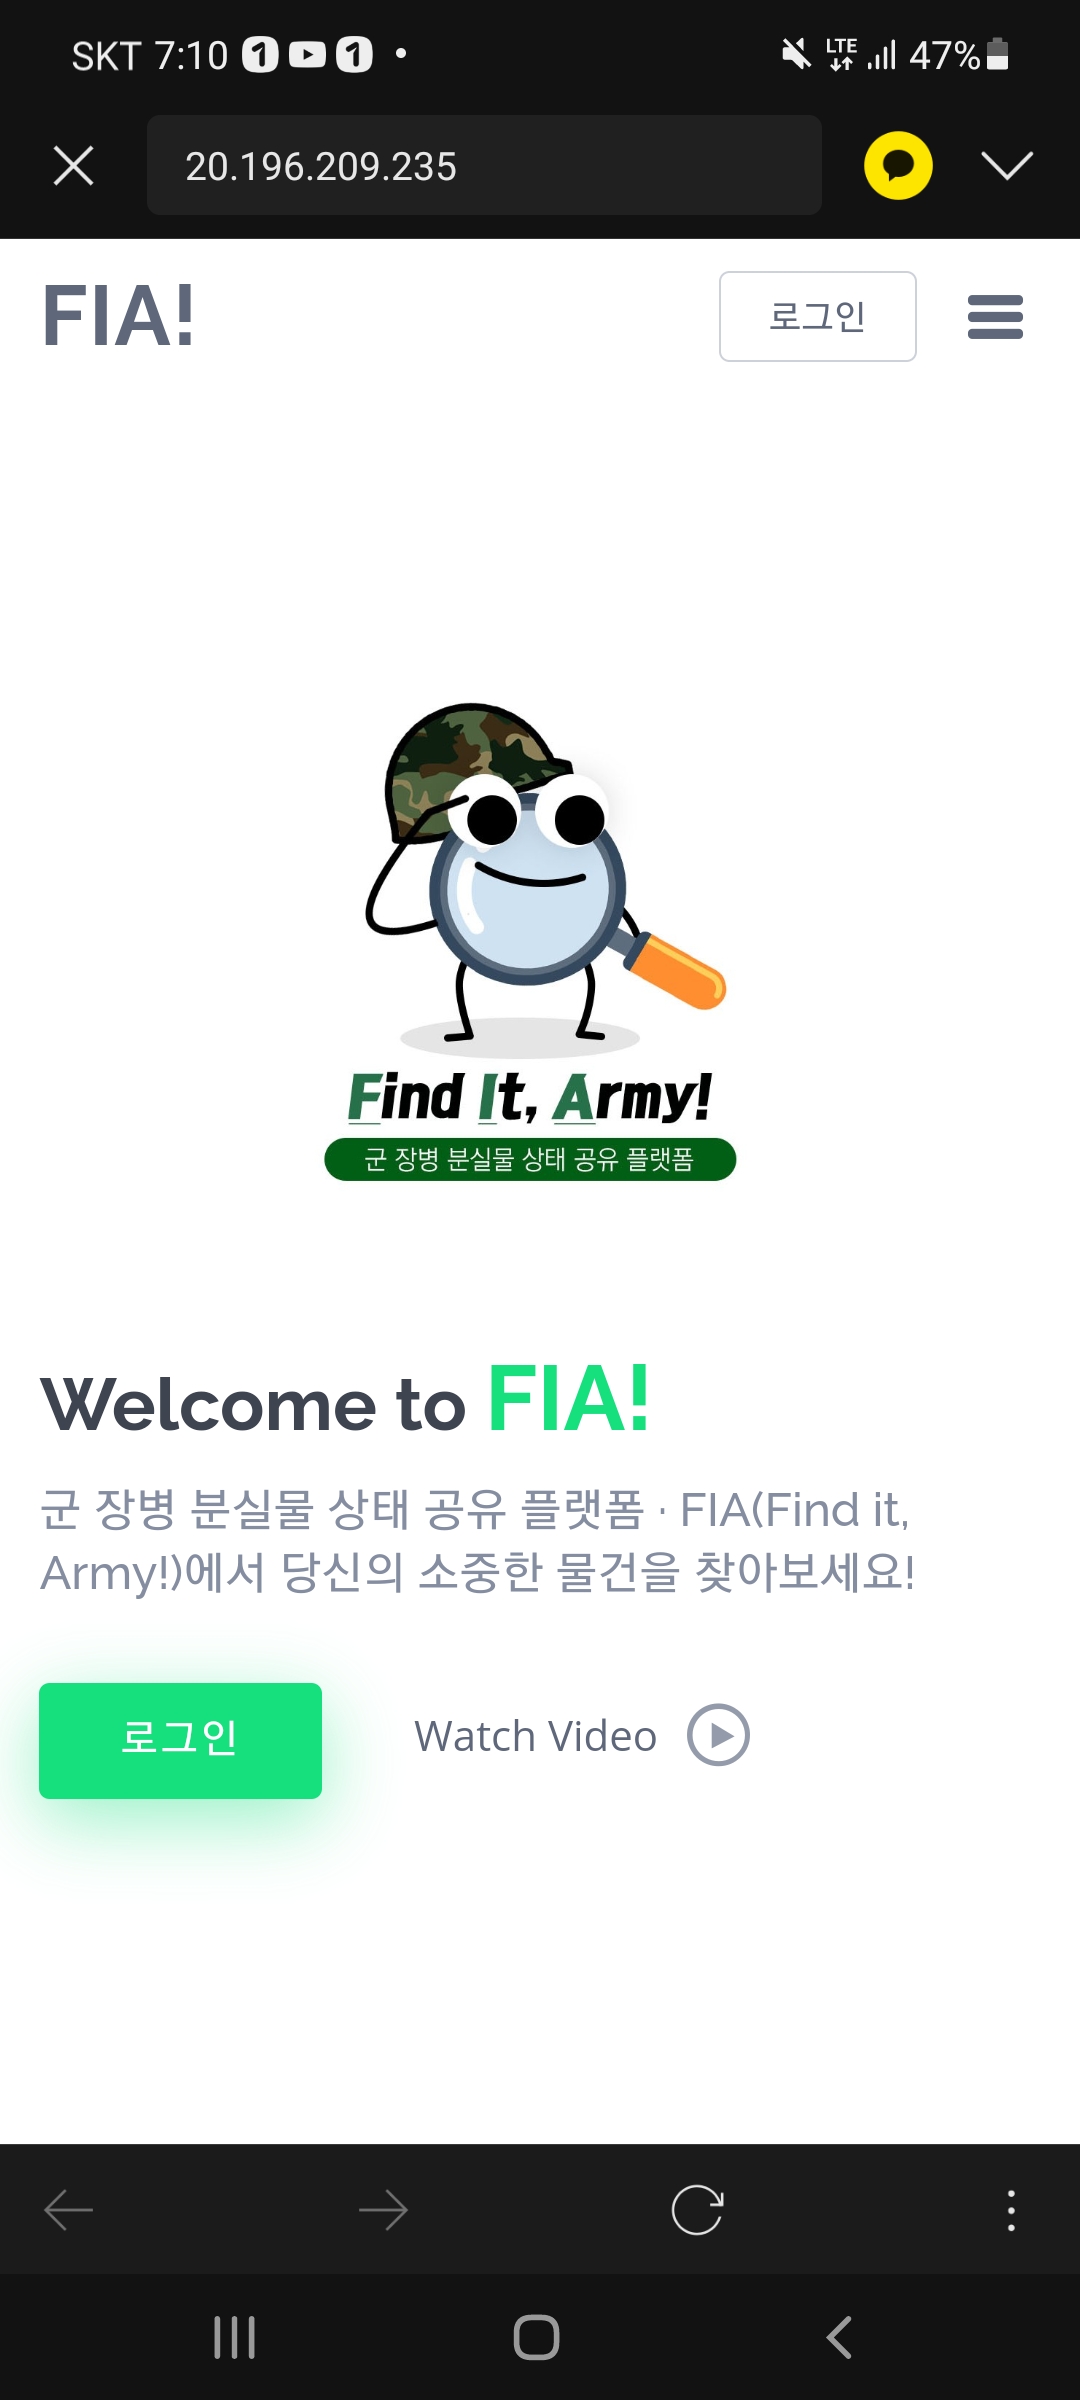 SKT 7:10
LTE 47%
20.196.209.235
FIA!
로그인
Find It, Army!
군 장병 분실물 상태 공유 플랫폼
Welcome to FIA!
군 장병 분실물 상태 공유 플랫폼 · FIA(Find it,
Army!)에서 당신의 소중한 물건을 찾아보세요!
로그인
Watch Video